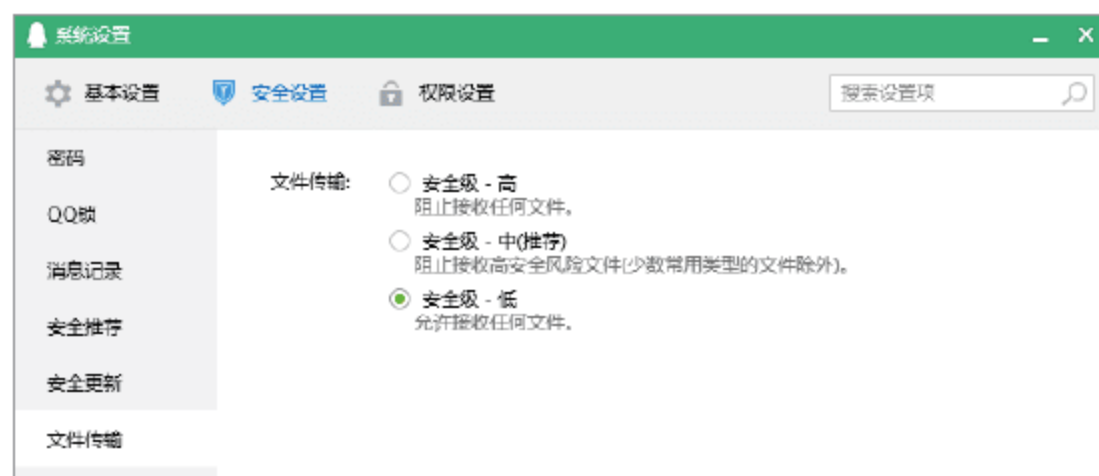 系统设置
基本设置 安全设置 权限设置 搜索设置项
密码
文件传输: 安全级 - 高
阻止接收任何文件。
QQ锁
安全级 - 中(推荐)
阻止接收高安全风险文件(少数常用类型的文件除外)。
消息记录
安全级 - 低
允许接收任何文件。
安全推荐
安全更新
文件传输